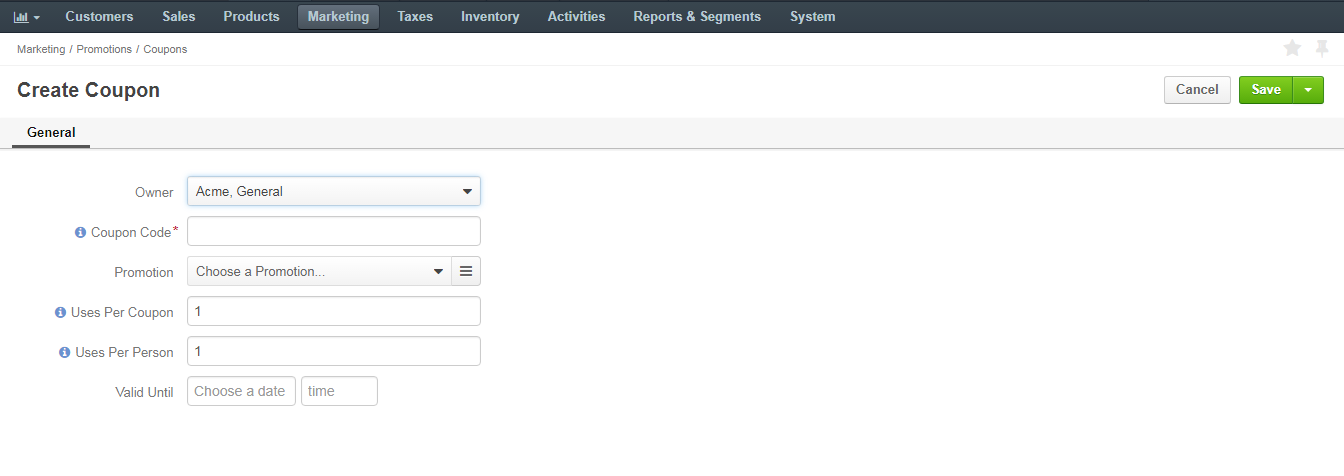 Customers Sales Products Marketing Taxes Inventory Activities Reports & Segments System
Marketing / Promotions / Coupons
Create Coupon Cancel Save
General
Owner Acme, General
Coupon Code*
Promotion Choose a Promotion...
Uses Per Coupon 1
Uses Per Person 1
Valid Until Choose a date time